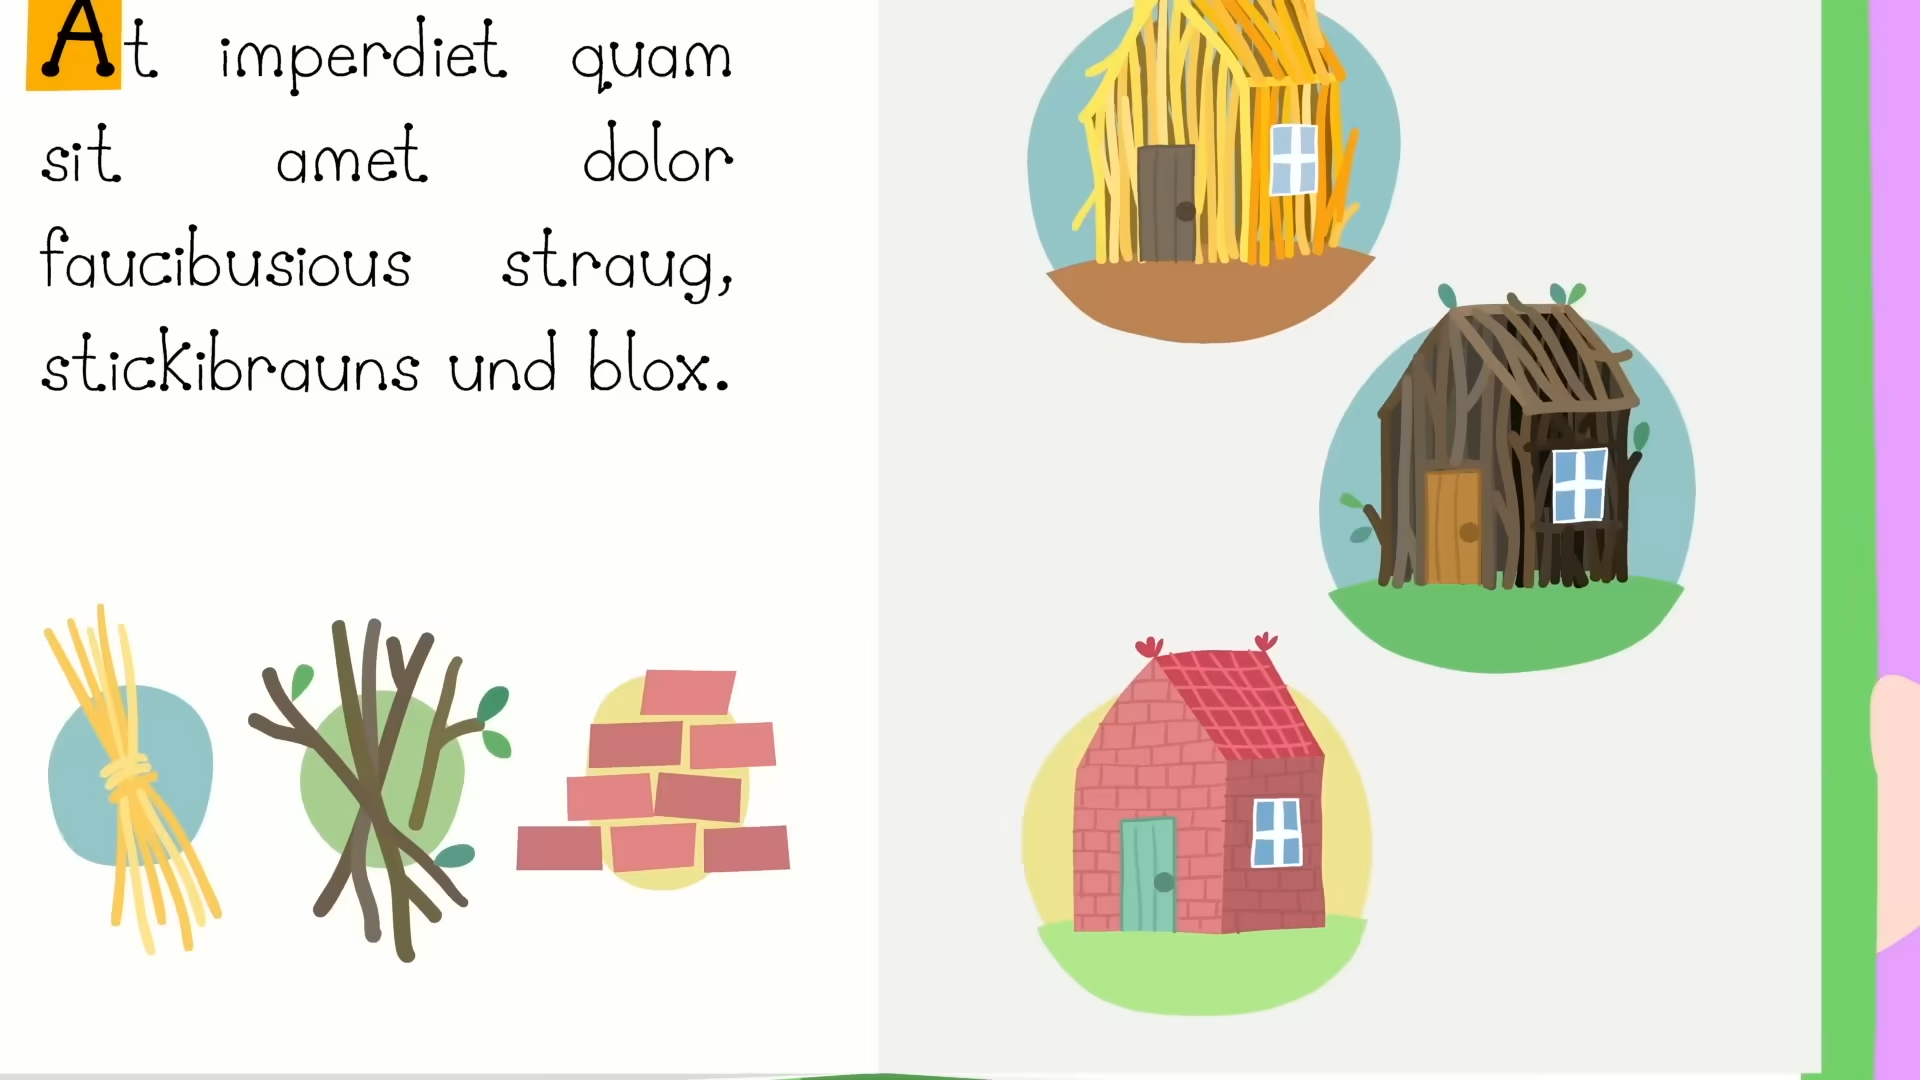 At imperdiet quam
sit amet dolor
faucibusious straug,
stickibrauns und blox.